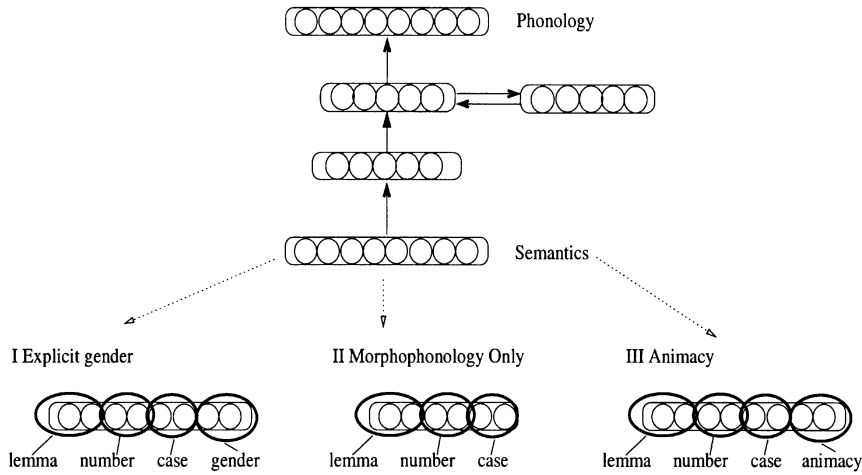 Phonology
Semantics
I Explicit gender
II Morphophonology Only
III Animacy
lemma number case gender
lemma number case
lemma number case animacy